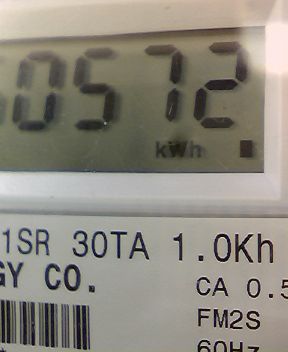 0572
kWh
1SR 30TA 1.0Kh
GY CO.
CA 0.5
FM2S
60Hz